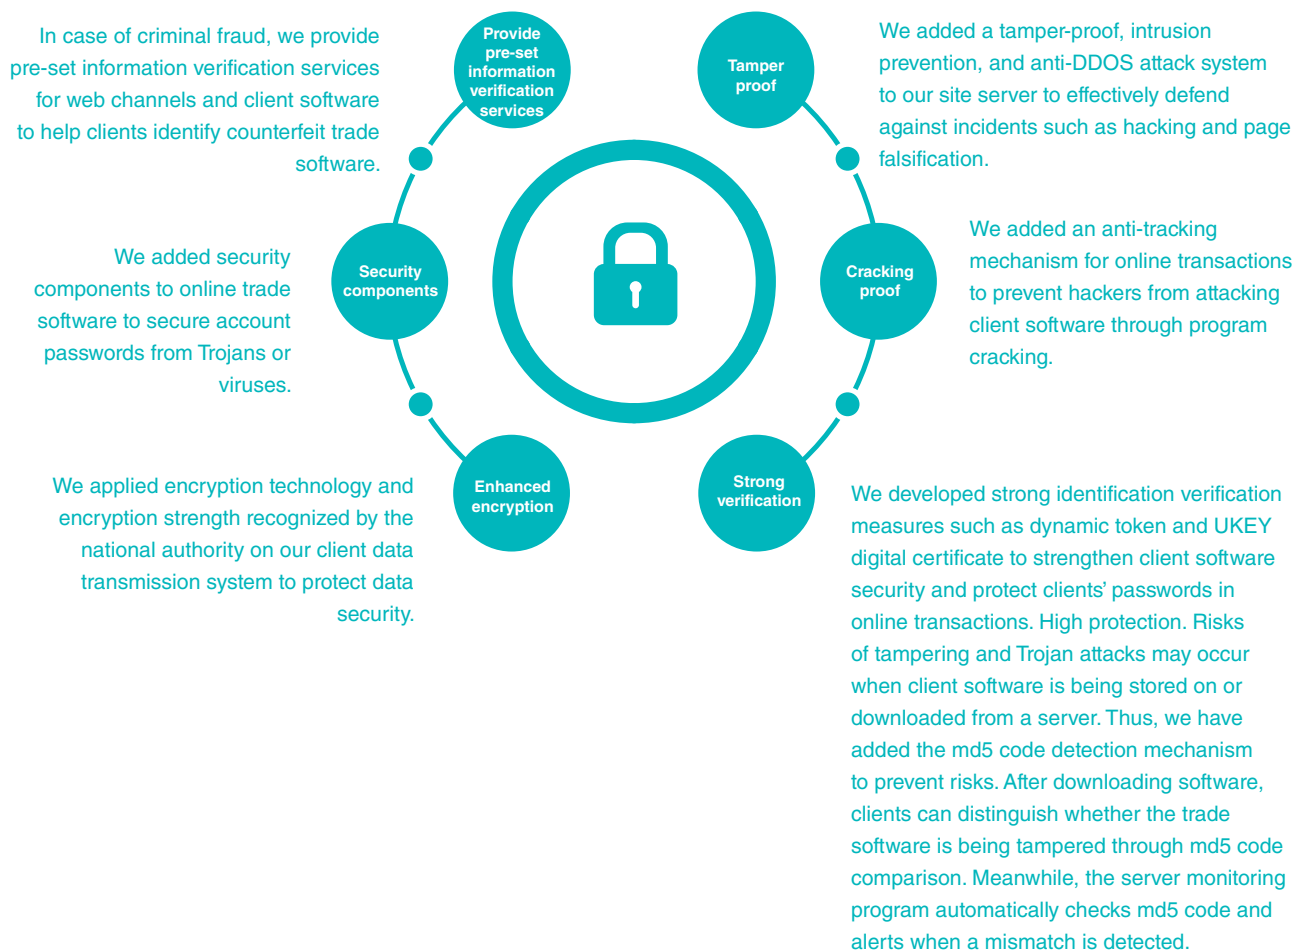 In case of criminal fraud, we provide
pre-set information verification services
for web channels and client software
to help clients identify counterfeit trade
software.
Provide
pre-set
information
verification
services
Tamper
proof
We added a tamper-proof, intrusion
prevention, and anti-DDOS attack system
to our site server to effectively defend
against incidents such as hacking and page
falsification.
We added security
components to online trade
software to secure account
passwords from Trojans or
viruses.
Security
components
Cracking
proof
We added an anti-tracking
mechanism for online transactions
to prevent hackers from attacking
client software through program
cracking.
We applied encryption technology and
encryption strength recognized by the
national authority on our client data
transmission system to protect data
security.
Enhanced
encryption
Strong
verification
We developed strong identification verification
measures such as dynamic token and UKEY
digital certificate to strengthen client software
security and protect clients’ passwords in
online transactions. High protection. Risks
of tampering and Trojan attacks may occur
when client software is being stored on or
downloaded from a server. Thus, we have
added the md5 code detection mechanism
to prevent risks. After downloading software,
clients can distinguish whether the trade
software is being tampered through md5 code
comparison. Meanwhile, the server monitoring
program automatically checks md5 code and
alerts when a mismatch is detected.